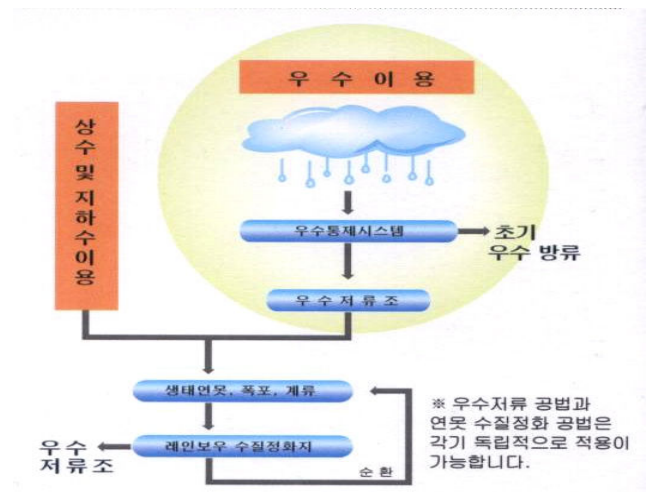 우 수 이 용
상수 및 지하수이용
우수통제시스템
초기
우수 방류
우 수 저 류 조
생태연못, 폭포, 계류
레인보우 수질정화지
우수
저류조
순 환
※ 우수저류 공법과
연못 수질정화 공법은
각기 독립적으로 적용이
가능합니다.